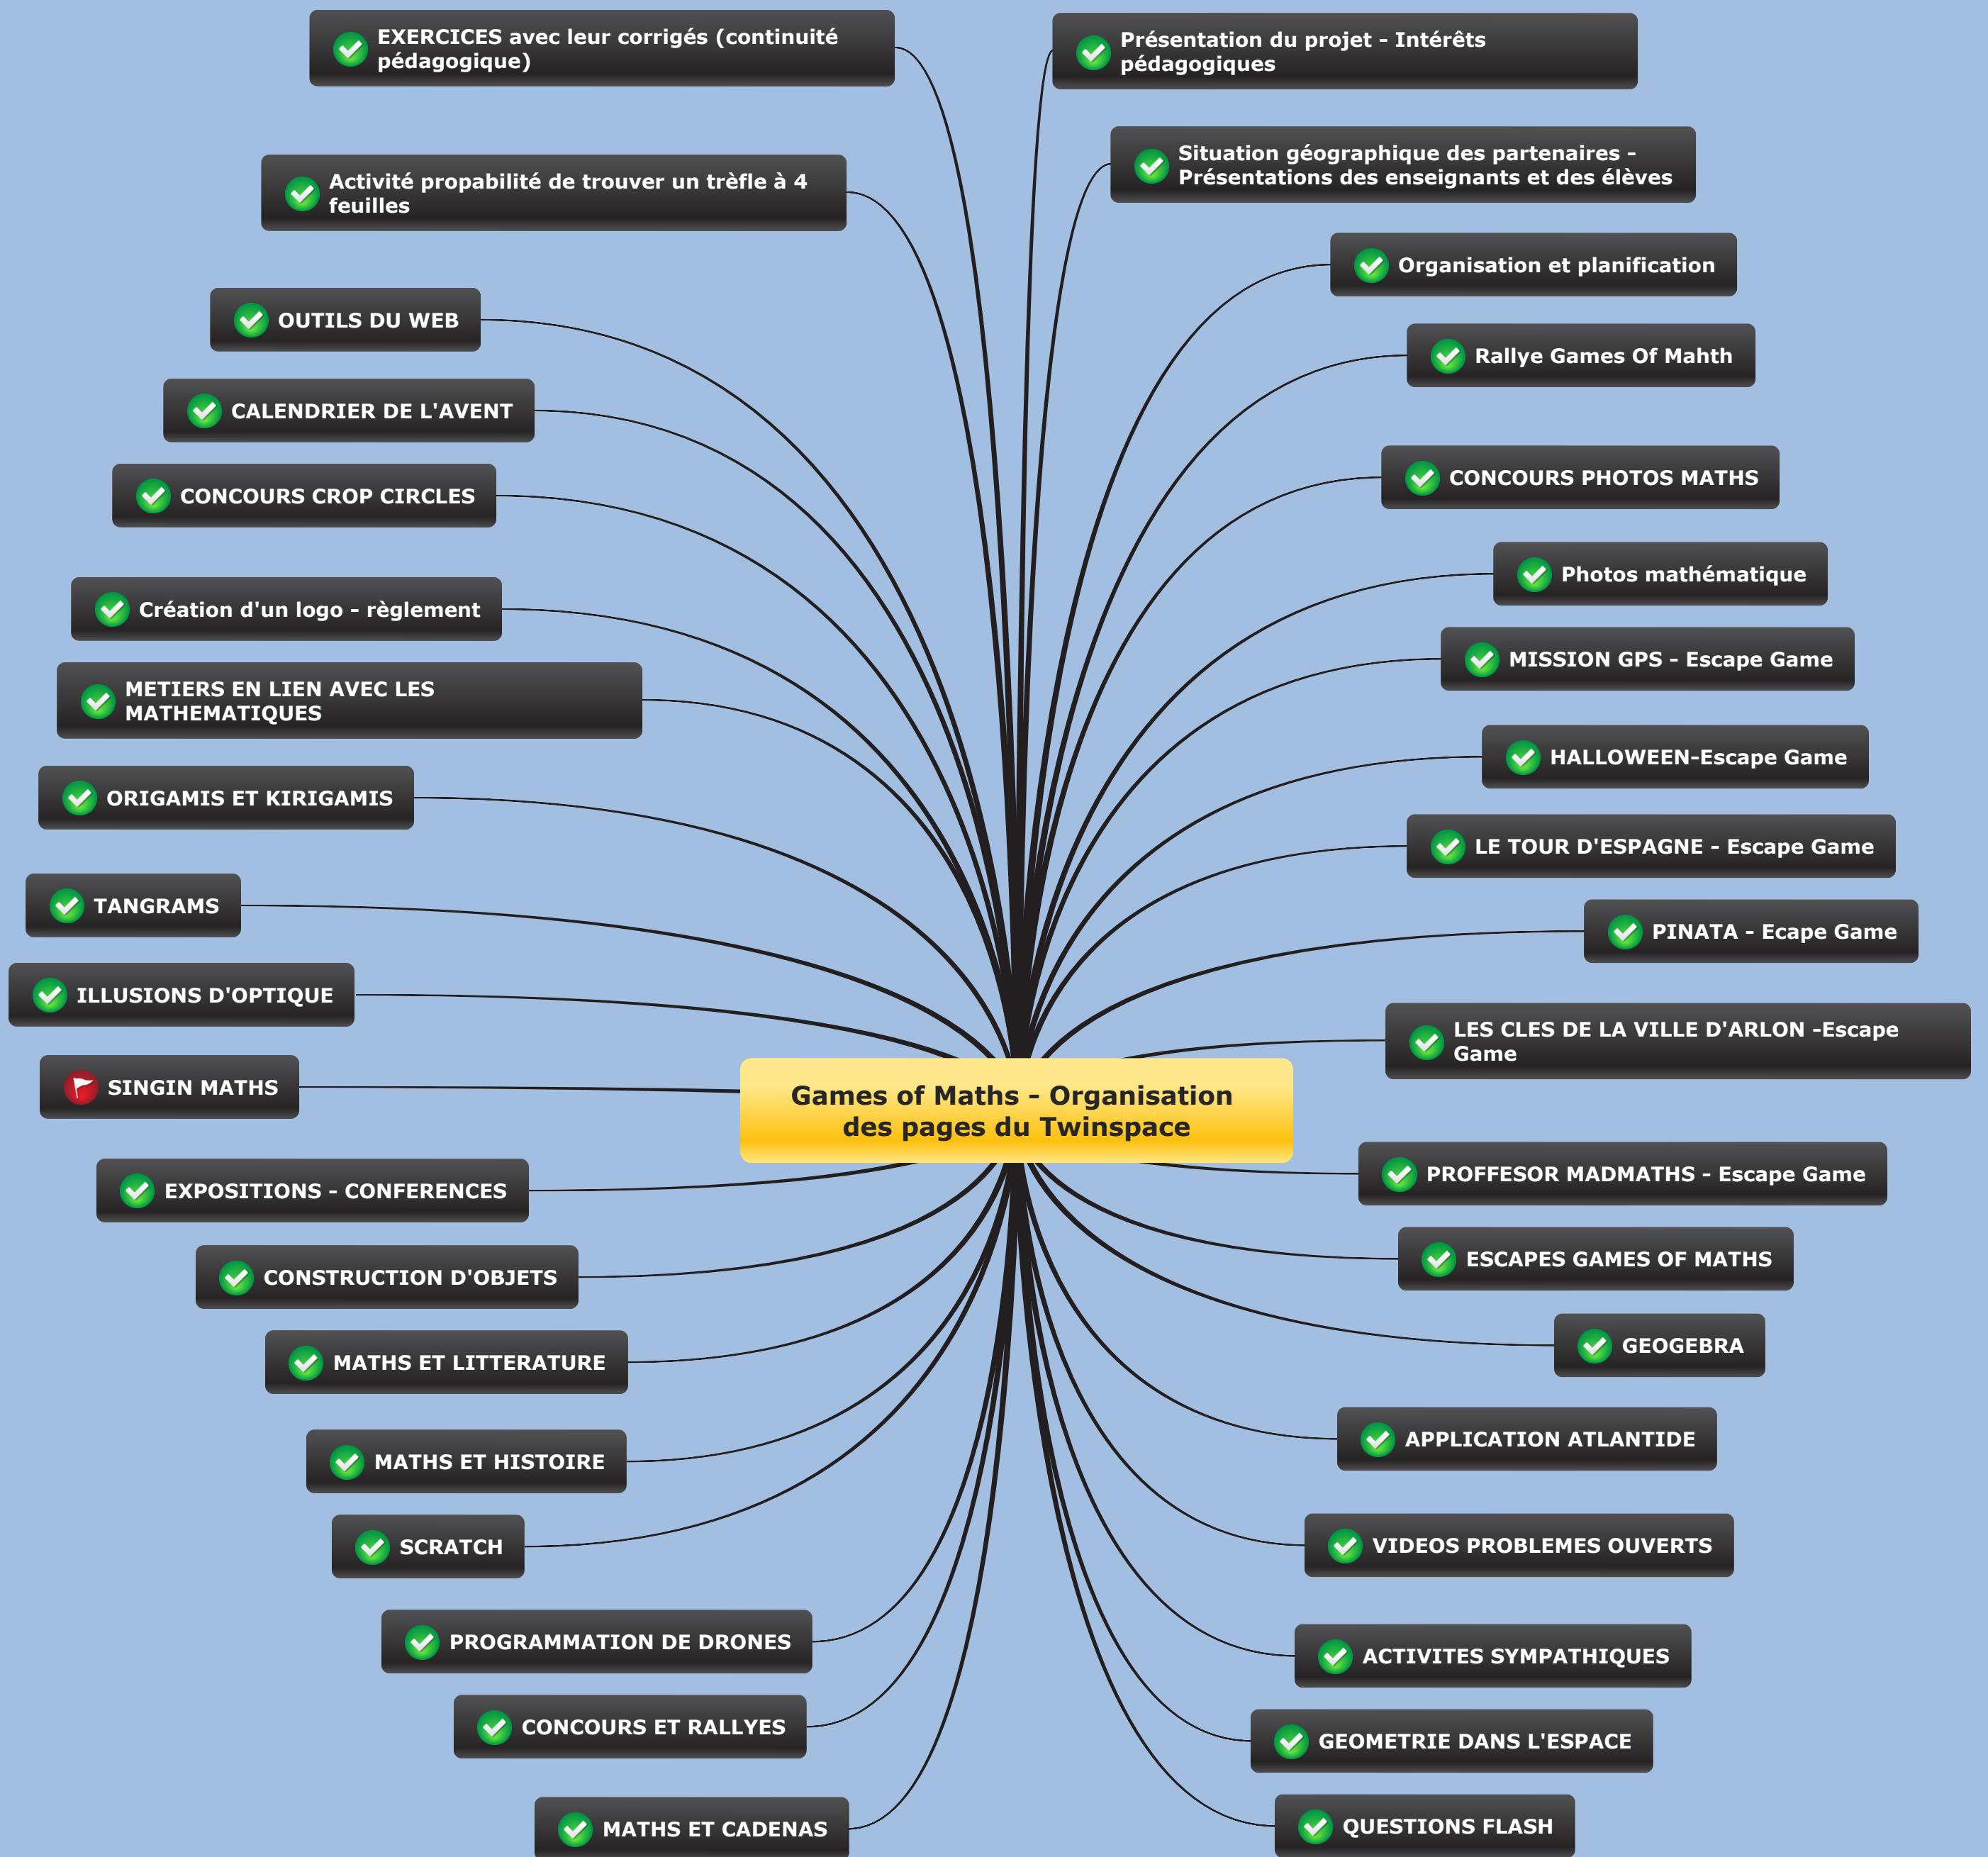 EXERCICES avec leur corrigés (continuité
pédagogique)
Activité propabilité de trouver un trèfle à 4
feuilles
OUTILS DU WEB
CALENDRIER DE L'AVENT
CONCOURS CROP CIRCLES
Création d'un logo - règlement
METIERS EN LIEN AVEC LES
MATHEMATIQUES
ORIGAMIS ET KIRIGAMIS
TANGRAMS
ILLUSIONS D'OPTIQUE
SINGIN MATHS
EXPOSITIONS - CONFERENCES
CONSTRUCTION D'OBJETS
MATHS ET LITTERATURE
MATHS ET HISTOIRE
SCRATCH
PROGRAMMATION DE DRONES
CONCOURS ET RALLYES
MATHS ET CADENAS
Games of Maths - Organisation
des pages du Twinspace
Présentation du projet - Intérêts
pédagogiques
Situation géographique des partenaires -
Présentations des enseignants et des élèves
Organisation et planification
Rallye Games Of Mahth
CONCOURS PHOTOS MATHS
Photos mathématique
MISSION GPS - Escape Game
HALLOWEEN-Escape Game
LE TOUR D'ESPAGNE - Escape Game
PINATA - Ecape Game
LES CLES DE LA VILLE D'ARLON -Escape
Game
PROFFESOR MADMATHS - Escape Game
ESCAPES GAMES OF MATHS
GEOGEBRA
APPLICATION ATLANTIDE
VIDEOS PROBLEMES OUVERTS
ACTIVITES SYMPATHIQUES
GEOMETRIE DANS L'ESPACE
QUESTIONS FLASH